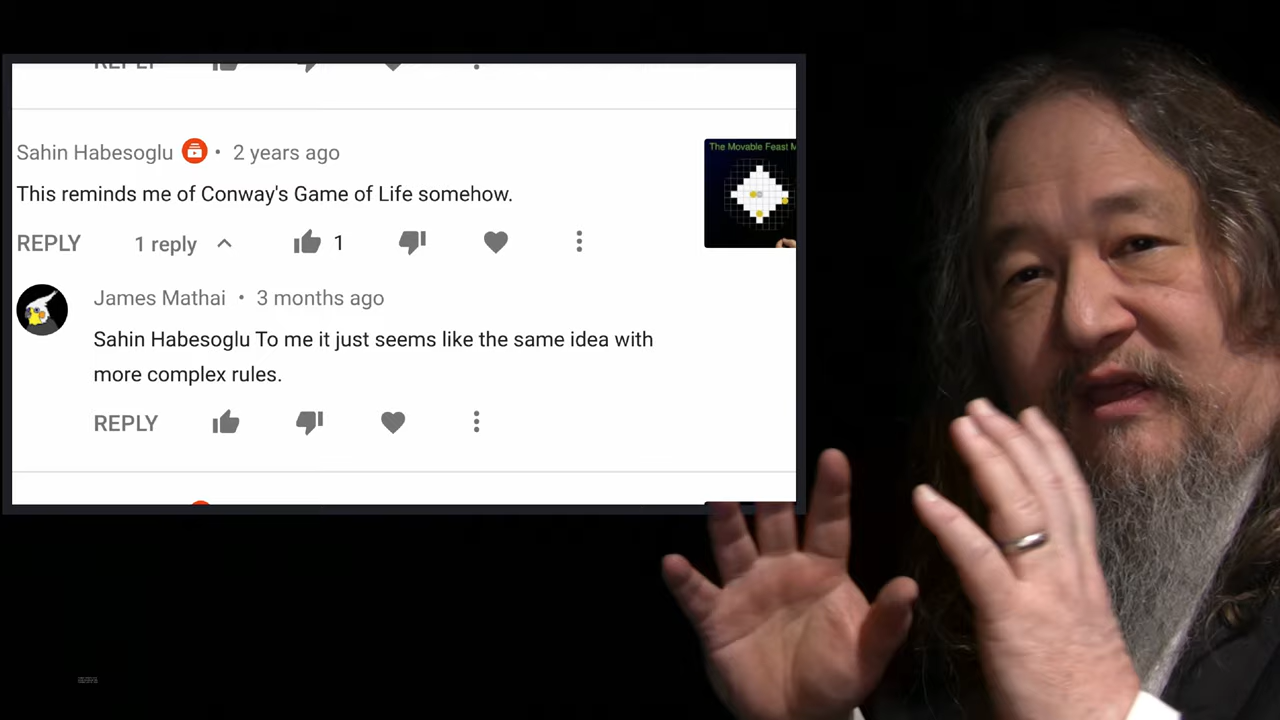 REPLY
Sahin Habesoglu • 2 years ago
The Movable Feast M
This reminds me of Conway's Game of Life somehow.
REPLY 1 reply 1
James Mathai • 3 months ago
Sahin Habesoglu To me it just seems like the same idea with
more complex rules.
REPLY